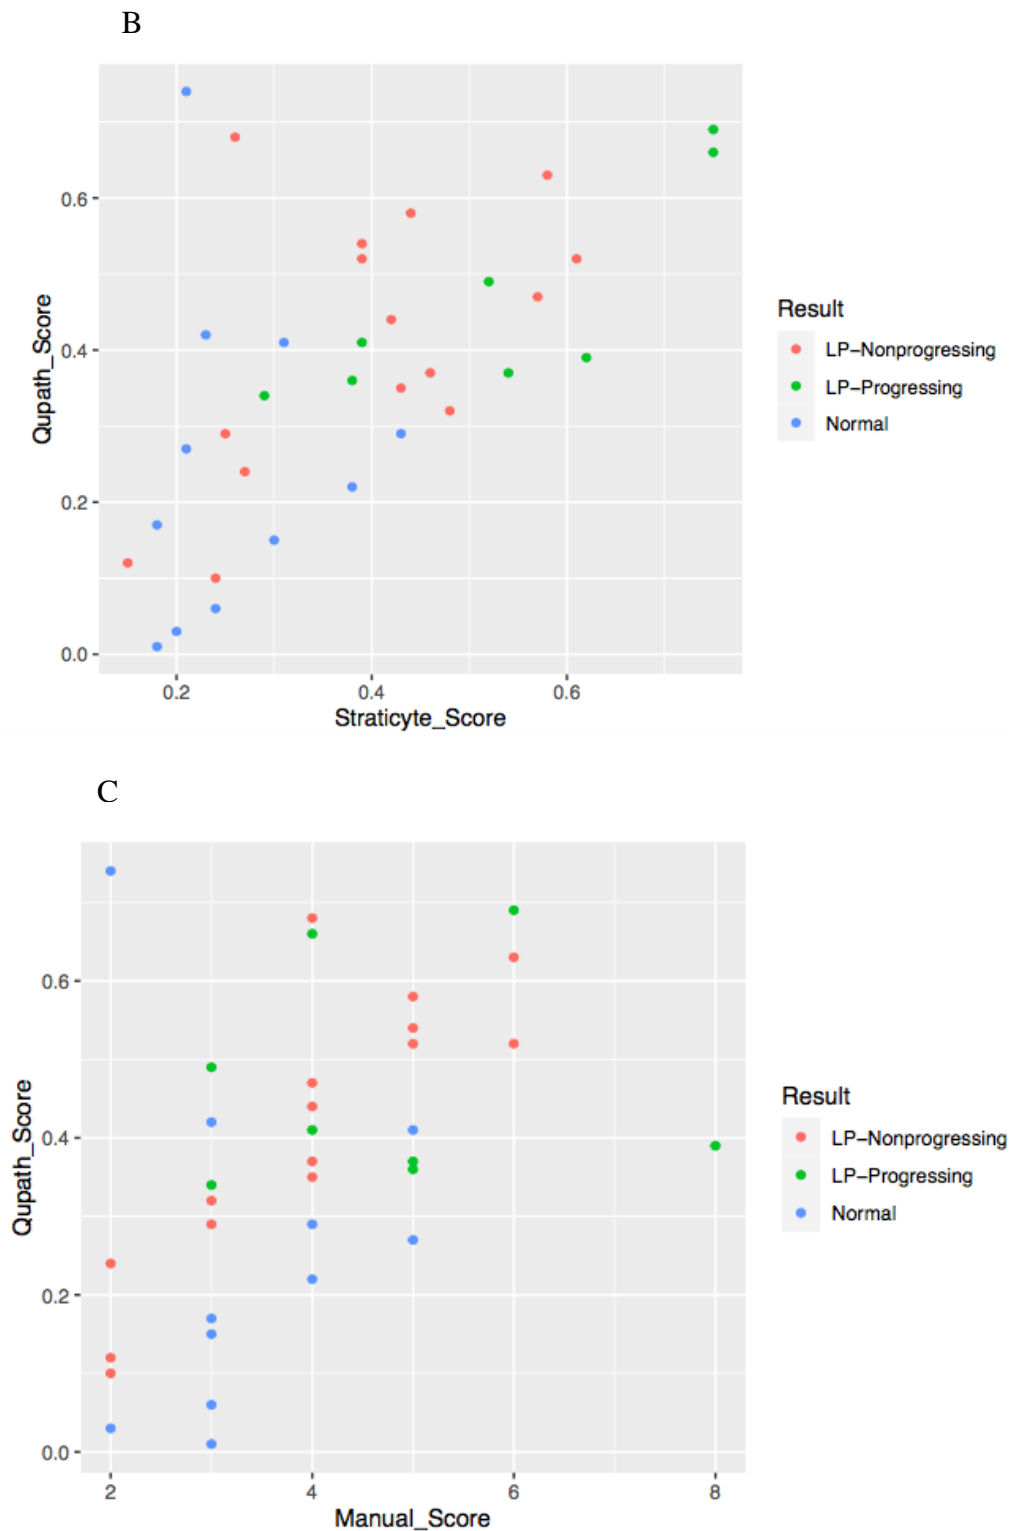 B
0.6
0.4
0.2
0.0
Qupath_Score
0.2 0.4 0.6
Straticyte_Score
Result
LP-Nonprogressing
LP-Progressing
Normal
C
0.6
0.4
0.2
0.0
Qupath_Score
2 4 6 8
Manual_Score
Result
LP-Nonprogressing
LP-Progressing
Normal